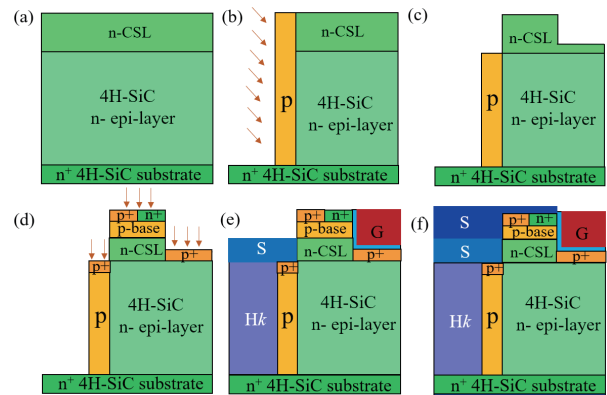 (a)
n-CSL
4H-SiC
n- epi-layer
n⁺ 4H-SiC substrate
(b)
n-CSL
p
4H-SiC
n- epi-layer
n⁺ 4H-SiC substrate
(c)
p
4H-SiC
n- epi-layer
n⁺ 4H-SiC substrate
(d)
p+ n+
p-base
n-CSL
p+
p+
p
4H-SiC
n- epi-layer
n⁺ 4H-SiC substrate
(e)
p+ n+
p-base
G
S
n-CSL
p+
p+
Hk
p
4H-SiC
n- epi-layer
n⁺ 4H-SiC substrate
(f)
S
p+ n+
p-base
G
S
n-CSL
p+
p+
Hk
p
4H-SiC
n- epi-layer
n⁺ 4H-SiC substrate